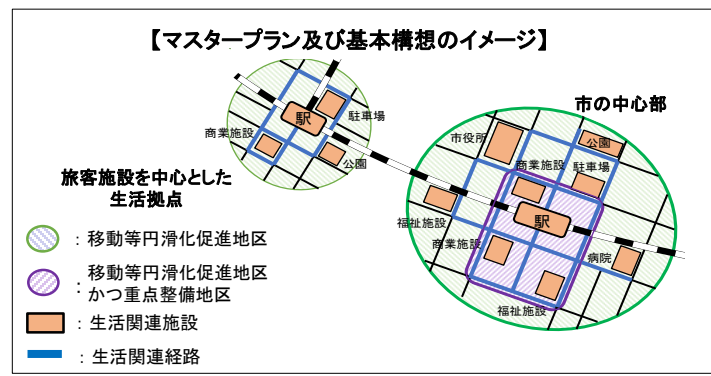 【マスタープラン及び基本構想のイメージ】
市の中心部
駅
駐車場
商業施設
公園
市役所
公園
商業施設
駐車場
旅客施設を中心とした
生活拠点
福祉施設
駅
商業施設
病院
福祉施設
：移動等円滑化促進地区
：移動等円滑化促進地区
かつ重点整備地区
：生活関連施設
：生活関連経路